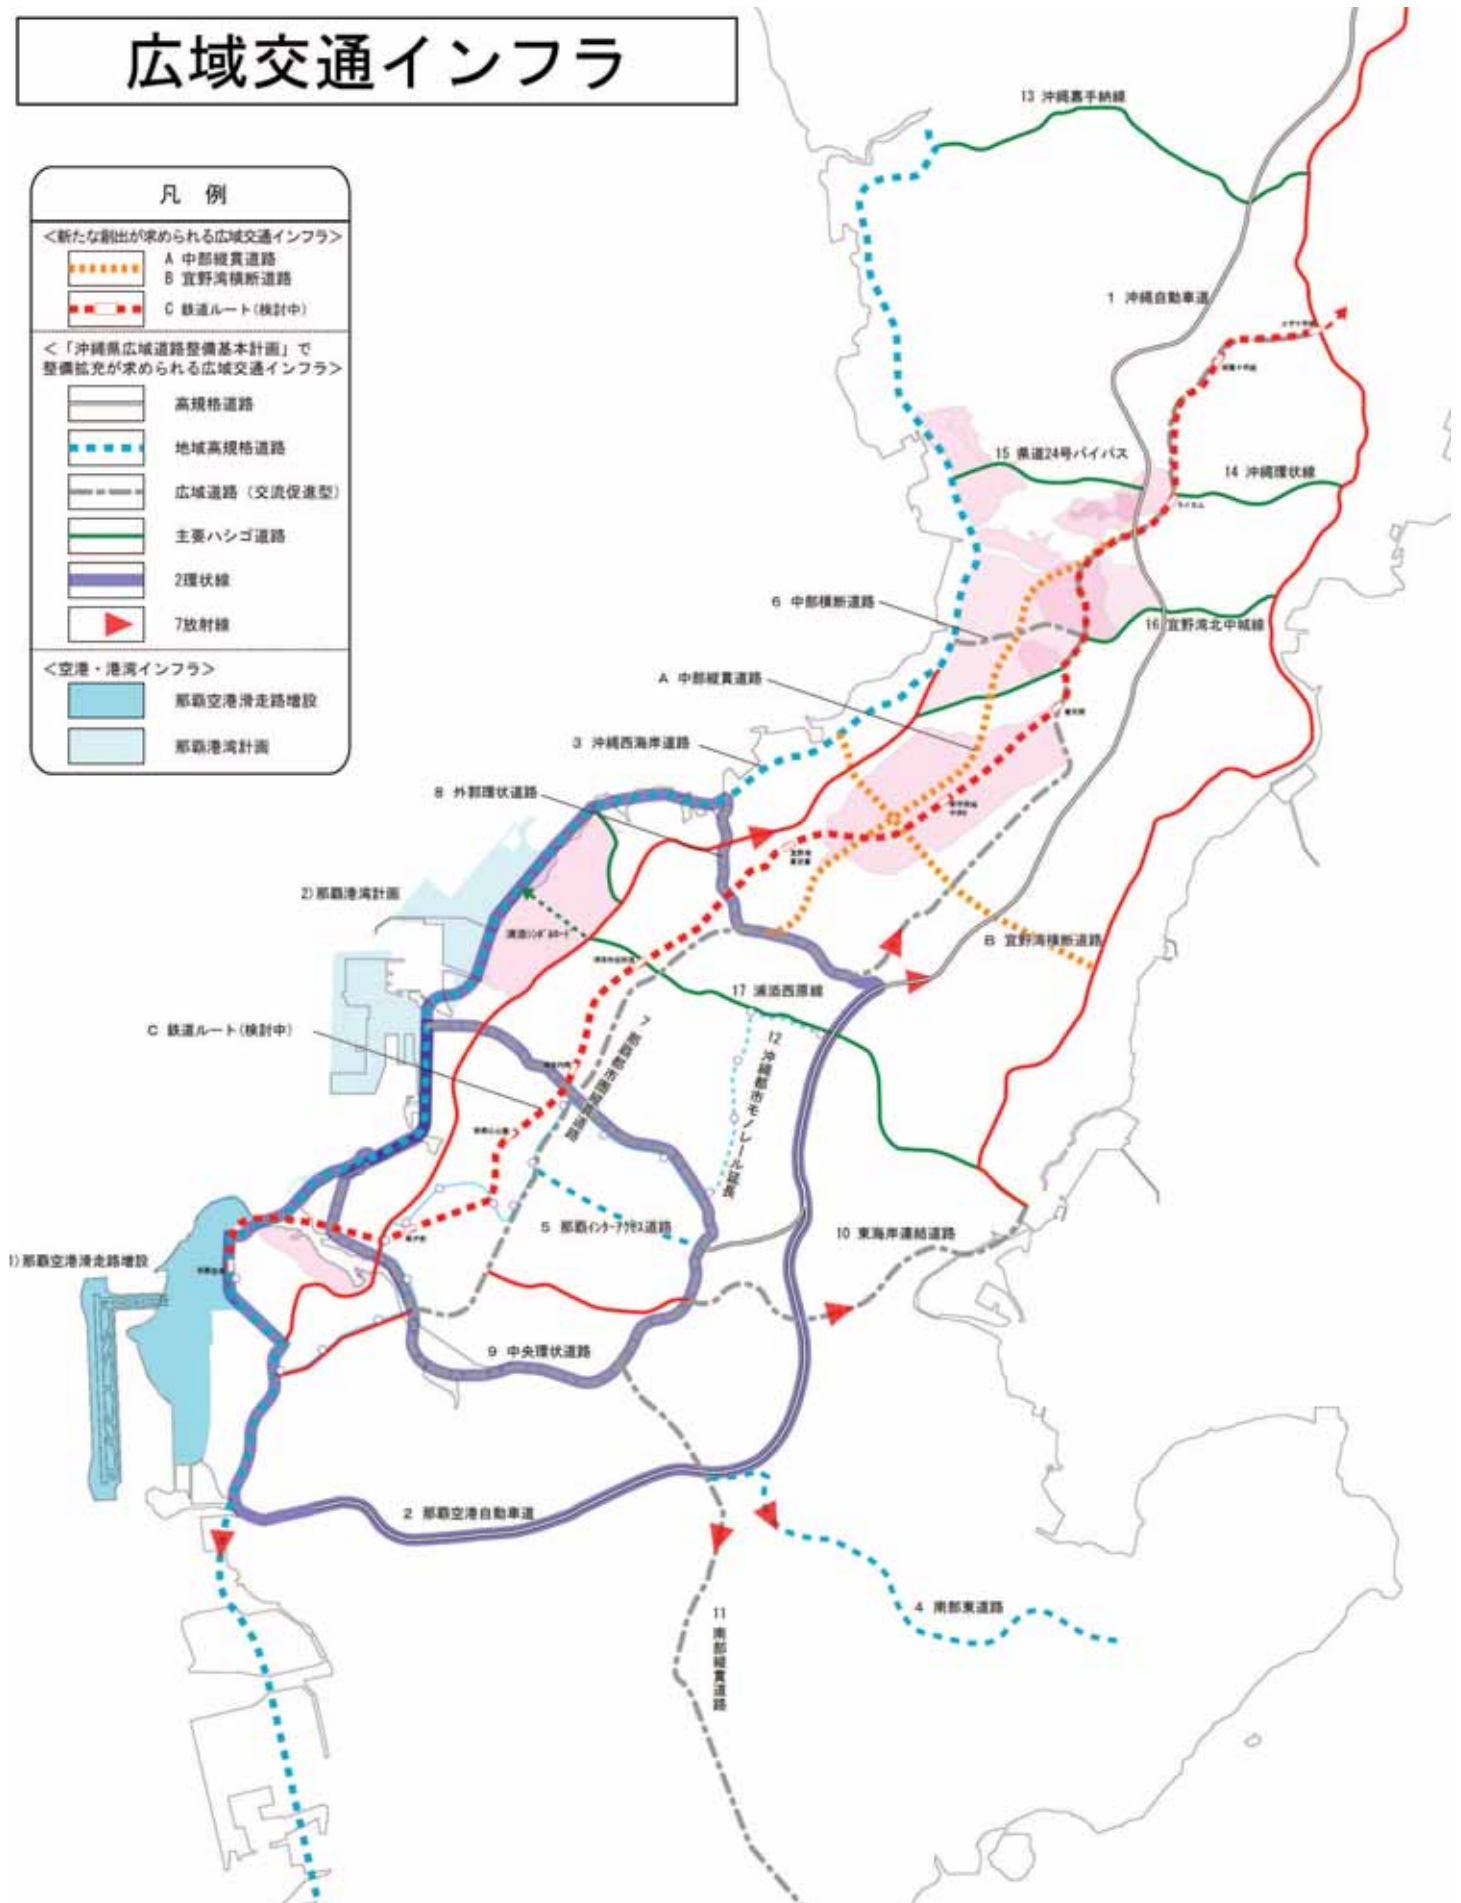 広域交通インフラ
凡 例
＜新たな創出が求められる広域交通インフラ＞
A 中部縦貫道路
B 宜野湾横断道路
C 鉄道ルート(検討中)
＜「沖縄県広域道路整備基本計画」で
整備拡充が求められる広域交通インフラ＞
高規格道路
地域高規格道路
広域道路（交流促進型）
主要ハシゴ道路
2環状線
7放射線
＜空港・港湾インフラ＞
那覇空港滑走路増設
那覇港湾計画
13 沖縄嘉手納線
1 沖縄自動車道
15 県道24号バイパス
14 沖縄環状線
ライカム
6 中部横断道路
16 宜野湾北中城線
A 中部縦貫道路
3 沖縄西海岸道路
8 外郭環状道路
2)那覇港湾計画
浦添ｼﾝﾎﾞﾙﾛｰﾄﾞ
B 宜野湾横断道路
17 浦添西原線
C 鉄道ルート(検討中)
7 那覇都市圏縦貫道路
12 沖縄都市モノレール延長
5 那覇ｲﾝﾀｰｱｸｾｽ道路
10 東海岸連結道路
1)那覇空港滑走路増設
9 中央環状道路
2 那覇空港自動車道
4 南部東道路
11 南部縦貫道路